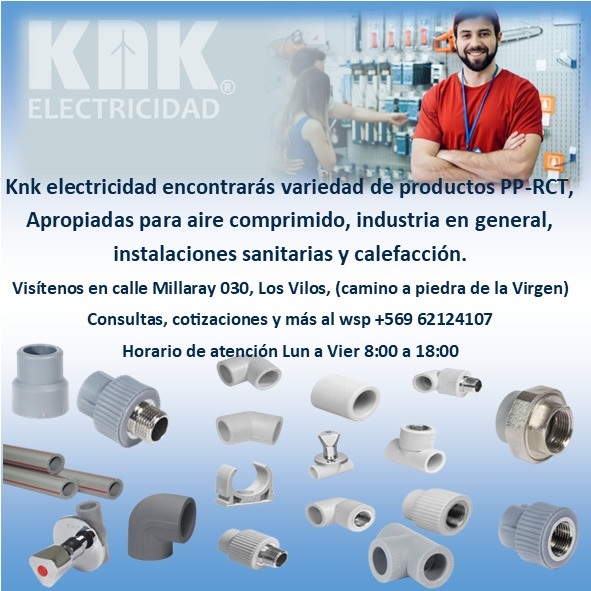 KNK®
ELECTRICIDAD
Knk electricidad encontrarás variedad de productos PP-RCT,
Apropiadas para aire comprimido, industria en general,
instalaciones sanitarias y calefacción.
Visítenos en calle Millaray 030, Los Vilos, (camino a piedra de la Virgen)
Consultas, cotizaciones y más al wsp +569 62124107
Horario de atención Lun a Vier 8:00 a 18:00